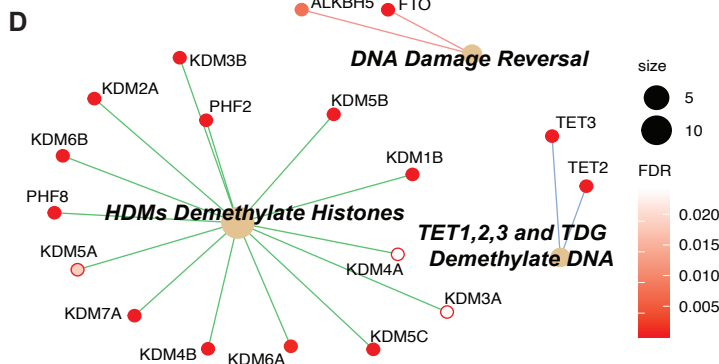 D
ALKBH5
FTO
DNA Damage Reversal
KDM3B
KDM2A
PHF2
KDM5B
KDM6B
KDM1B
PHF8
HDMs Demethylate Histones
KDM5A
KDM4A
KDM3A
KDM7A
KDM4B
KDM6A
KDM5C
TET3
TET2
TET1,2,3 and TDG
Demethylate DNA
size
5
10
FDR
0.020
0.015
0.010
0.005